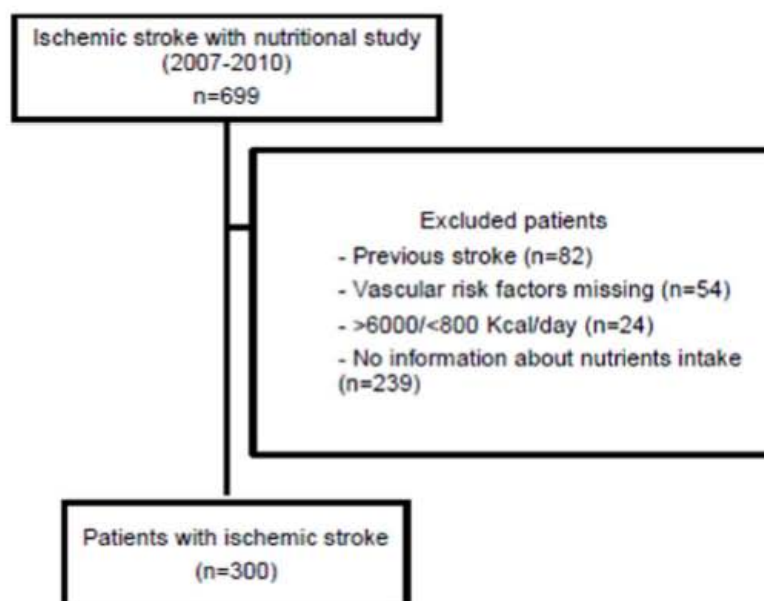 Ischemic stroke with nutritional study
(2007-2010)
n=699
Excluded patients
- Previous stroke (n=82)
- Vascular risk factors missing (n=54)
- >6000/<800 Kcal/day (n=24)
- No information about nutrients intake
(n=239)
Patients with ischemic stroke
(n=300)